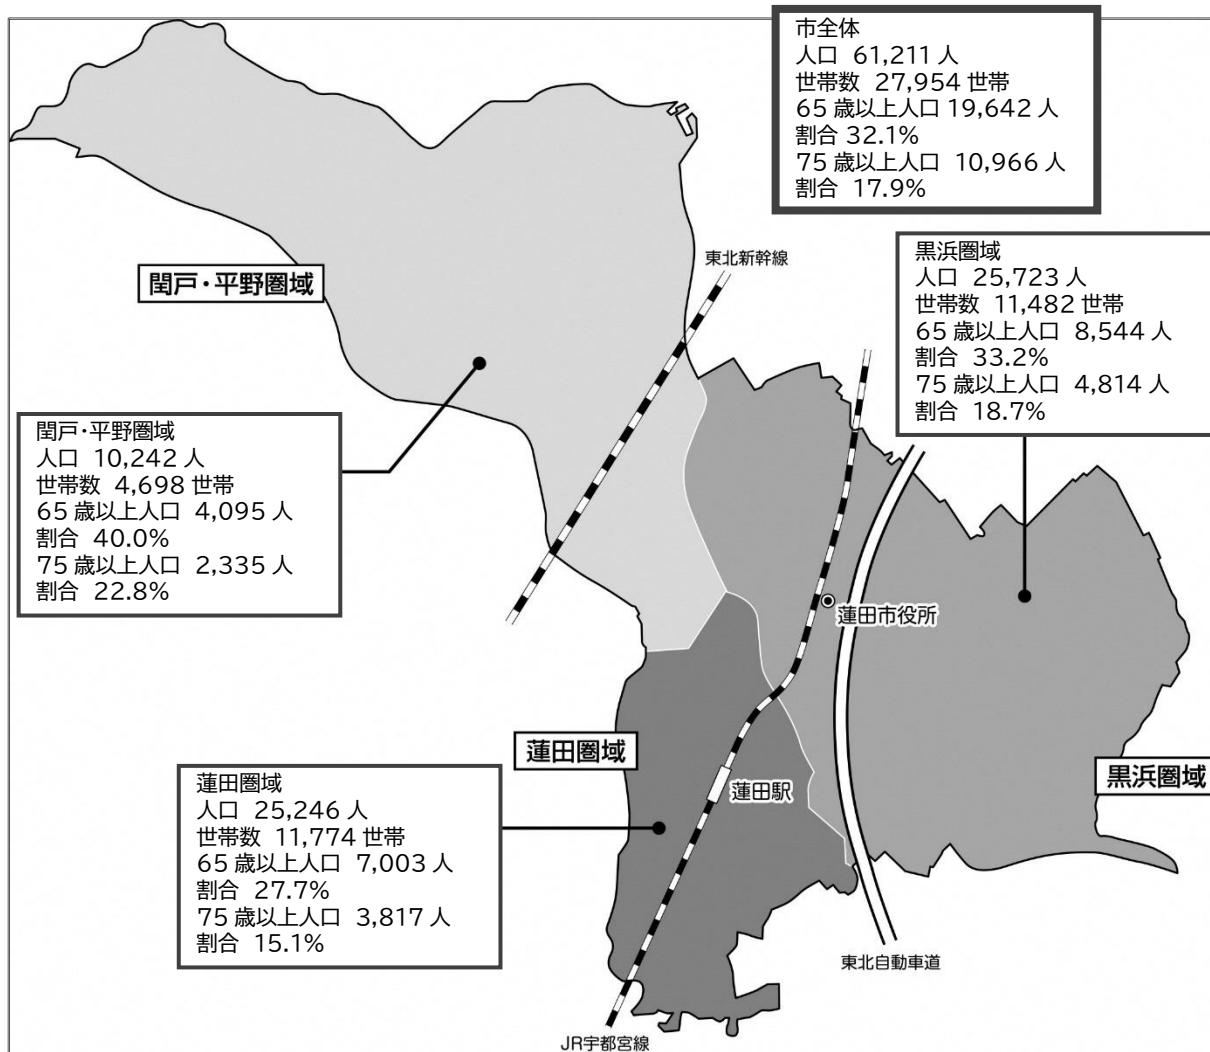 市全体
人口 61,211 人
世帯数 27,954 世帯
65 歳以上人口 19,642 人
割合 32.1%
75 歳以上人口 10,966 人
割合 17.9%
東北新幹線
閏戸・平野圏域
黒浜圏域
人口 25,723 人
世帯数 11,482 世帯
65 歳以上人口 8,544 人
割合 33.2%
75 歳以上人口 4,814 人
割合 18.7%
閏戸・平野圏域
人口 10,242 人
世帯数 4,698 世帯
65 歳以上人口 4,095 人
割合 40.0%
75 歳以上人口 2,335 人
割合 22.8%
蓮田市役所
蓮田圏域
黒浜圏域
蓮田駅
蓮田圏域
人口 25,246 人
世帯数 11,774 世帯
65 歳以上人口 7,003 人
割合 27.7%
75 歳以上人口 3,817 人
割合 15.1%
東北自動車道
JR宇都宮線